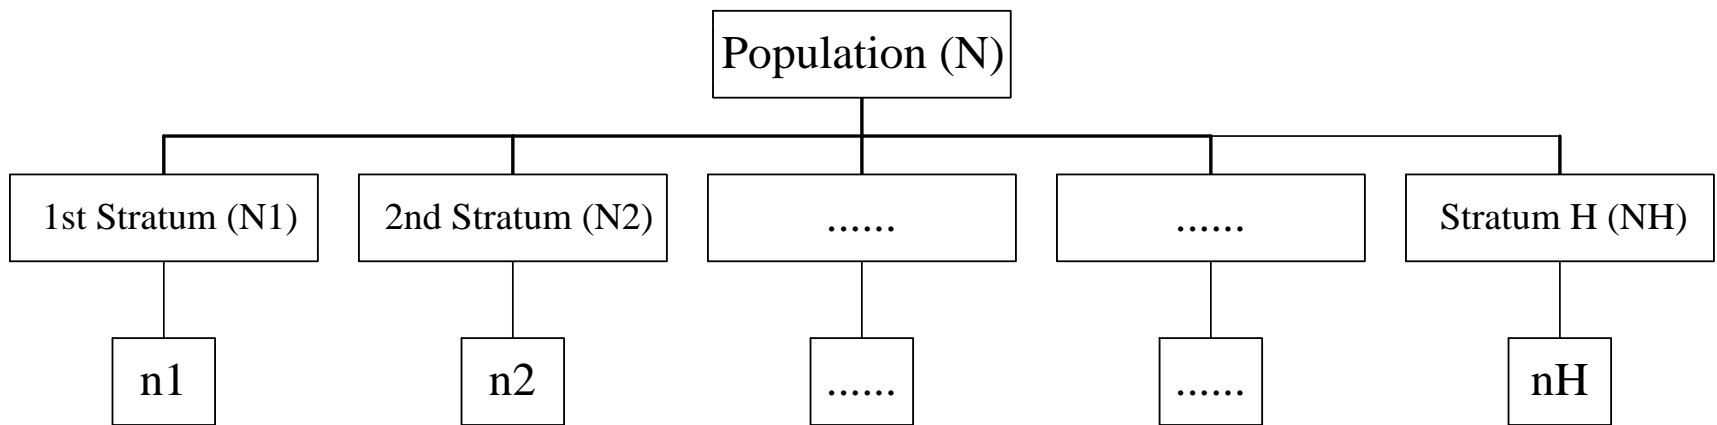 Population (N)
1st Stratum (N1)
2nd Stratum (N2)
......
......
Stratum H (NH)
n1
n2
......
......
nH